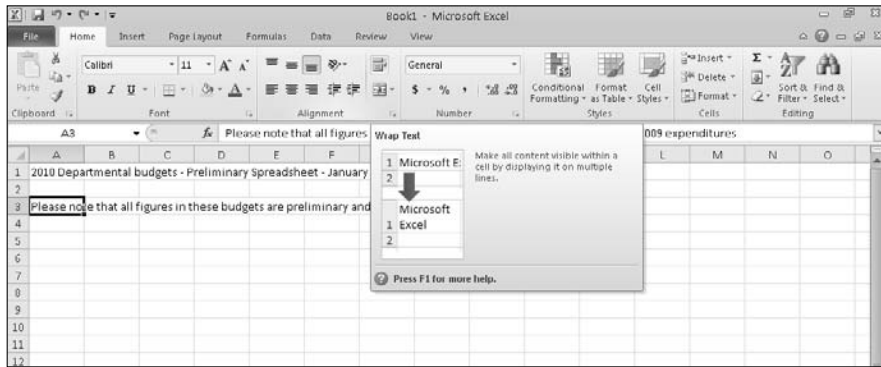 Book1 - Microsoft Excel
File Home Insert Page Layout Formulas Data Review View
Calibri 11 A A General Insert Σ
Paste B I U A $ % , Conditional Formatting Format as Table Cell Styles Delete Format Sort & Filter Find & Select
Clipboard Font Alignment Number Styles Cells Editing
A3 fx Please note that all figures 009 expenditures
Wrap Text
Make all content visible within a
cell by displaying it on multiple
lines.
1 Microsoft E
2
Microsoft
1 Excel
2
Press F1 for more help.
A B C D E F L M N O
1 2010 Departmental budgets - Preliminary Spreadsheet - January
2
3 Please note that all figures in these budgets are preliminary and
4
5
6
7
8
9
10
11
12